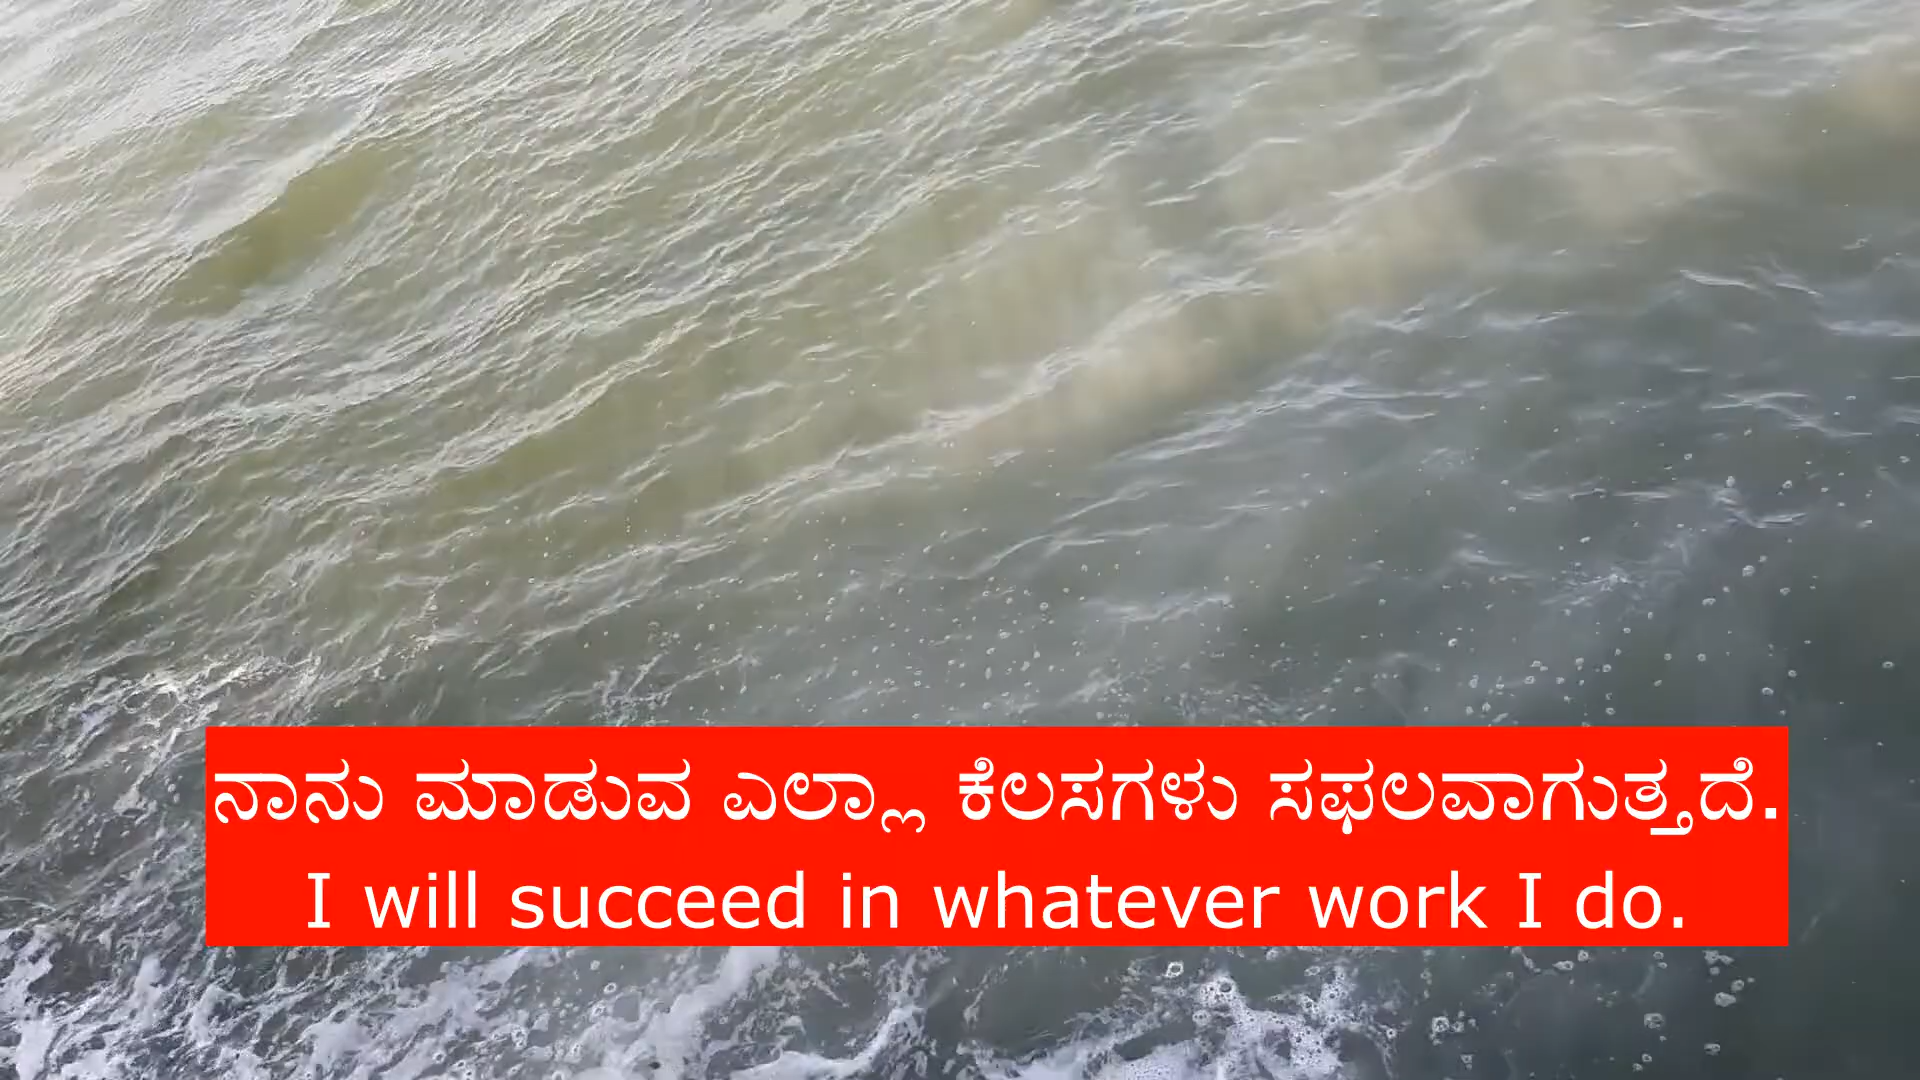 ನಾನು ಮಾಡುವ ಎಲ್ಲಾ ಕೆಲಸಗಳು ಸಫಲವಾಗುತ್ತದೆ.
I will succeed in whatever work I do.